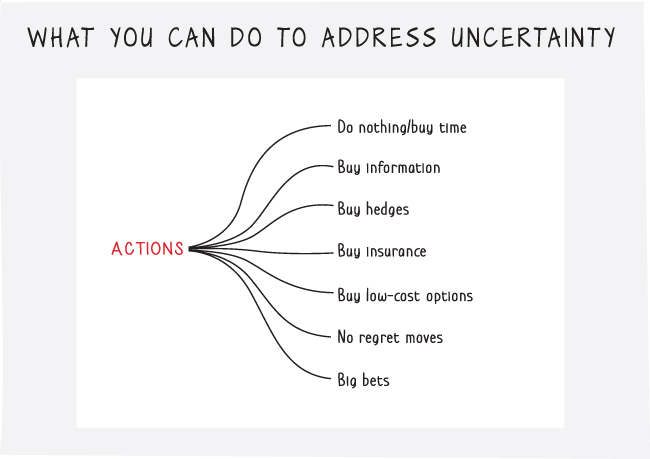 WHAT YOU CAN DO TO ADDRESS UNCERTAINTY
Do nothing/buy time
Buy information
Buy hedges
ACTIONS
Buy insurance
Buy low-cost options
No regret moves
Big bets